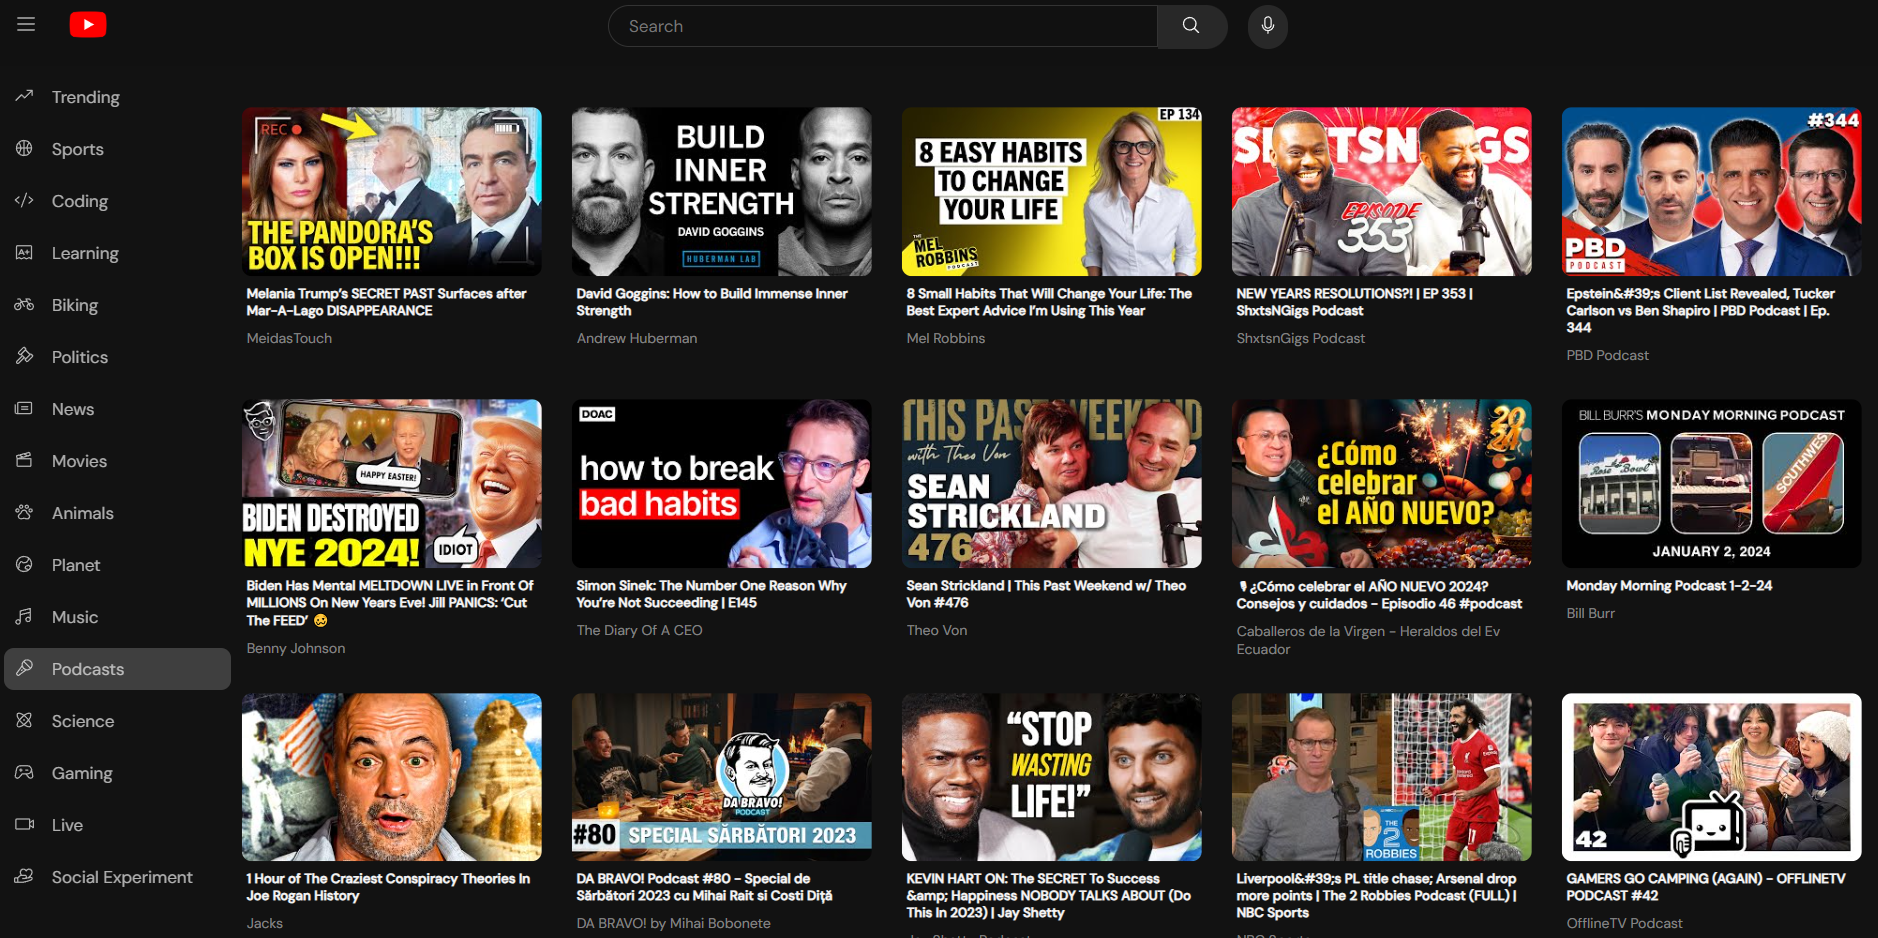 Search
Trending
Sports
Coding
Learning
Biking
Politics
News
Movies
Animals
Planet
Music
Podcasts
Science
Gaming
Live
Social Experiment
REC
THE PANDORA'S
BOX IS OPEN!!!
Melania Trump's SECRET PAST Surfaces after
Mar-A-Lago DISAPPEARANCE
MeidasTouch
BUILD
INNER
STRENGTH
DAVID GOGGINS
HUBERMAN LAB
David Goggins: How to Build Immense Inner
Strength
Andrew Huberman
EP 134
8 EASY HABITS
TO CHANGE
YOUR LIFE
THE
MEL
ROBBINS
PODCAST
8 Small Habits That Will Change Your Life: The
Best Expert Advice I'm Using This Year
Mel Robbins
SHXTSNGIGS
EPISODE
353
NEW YEARS RESOLUTIONS?! | EP 353 |
ShxtsNGigs Podcast
ShxtsnGigs Podcast
#344
PBD
PODCAST
Epstein&#39;s Client List Revealed, Tucker
Carlson vs Ben Shapiro | PBD Podcast | Ep.
344
PBD Podcast
HAPPY EASTER!
BIDEN DESTROYED
NYE 2024!
IDIOT
Biden Has Mental MELTDOWN LIVE in Front Of
MILLIONS On New Years Eve! Jill PANICS: ‘Cut
The FEED’
Benny Johnson
DOAC
how to break
bad habits
Simon Sinek: The Number One Reason Why
You're Not Succeeding | E145
The Diary Of A CEO
THIS PAST WEEKEND
with Theo Von
SEAN
STRICKLAND
476
Sean Strickland | This Past Weekend w/ Theo
Von #476
Theo Von
2024
¿Cómo
celebrar
el AÑO NUEVO?
¿Cómo celebrar el AÑO NUEVO 2024?
Consejos y cuidados - Episodio 46 #podcast
Caballeros de la Virgen - Heraldos del Ev
Ecuador
BILL BURR'S MONDAY MORNING PODCAST
Rose Bowl
SOUTHWES
JANUARY 2, 2024
Monday Morning Podcast 1-2-24
Bill Burr
1 Hour of The Craziest Conspiracy Theories In
Joe Rogan History
Jacks
DA BRAVO!
PODCAST
#80 SPECIAL SĂRBĂTORI 2023
DA BRAVO! Podcast #80 - Special de
Sărbători 2023 cu Mihai Rait si Costi Diță
DA BRAVO! by Mihai Bobonete
“STOP
WASTING
LIFE!”
KEVIN HART ON: The SECRET To Success
&amp; Happiness NOBODY TALKS ABOUT (Do
This In 2023) | Jay Shetty
THE
2
ROBBIES
11
Liverpool&#39;s PL title chase; Arsenal drop
more points | The 2 Robbies Podcast (FULL) |
NBC Sports
42
GAMERS GO CAMPING (AGAIN) - OFFLINETV
PODCAST #42
OfflineTV Podcast